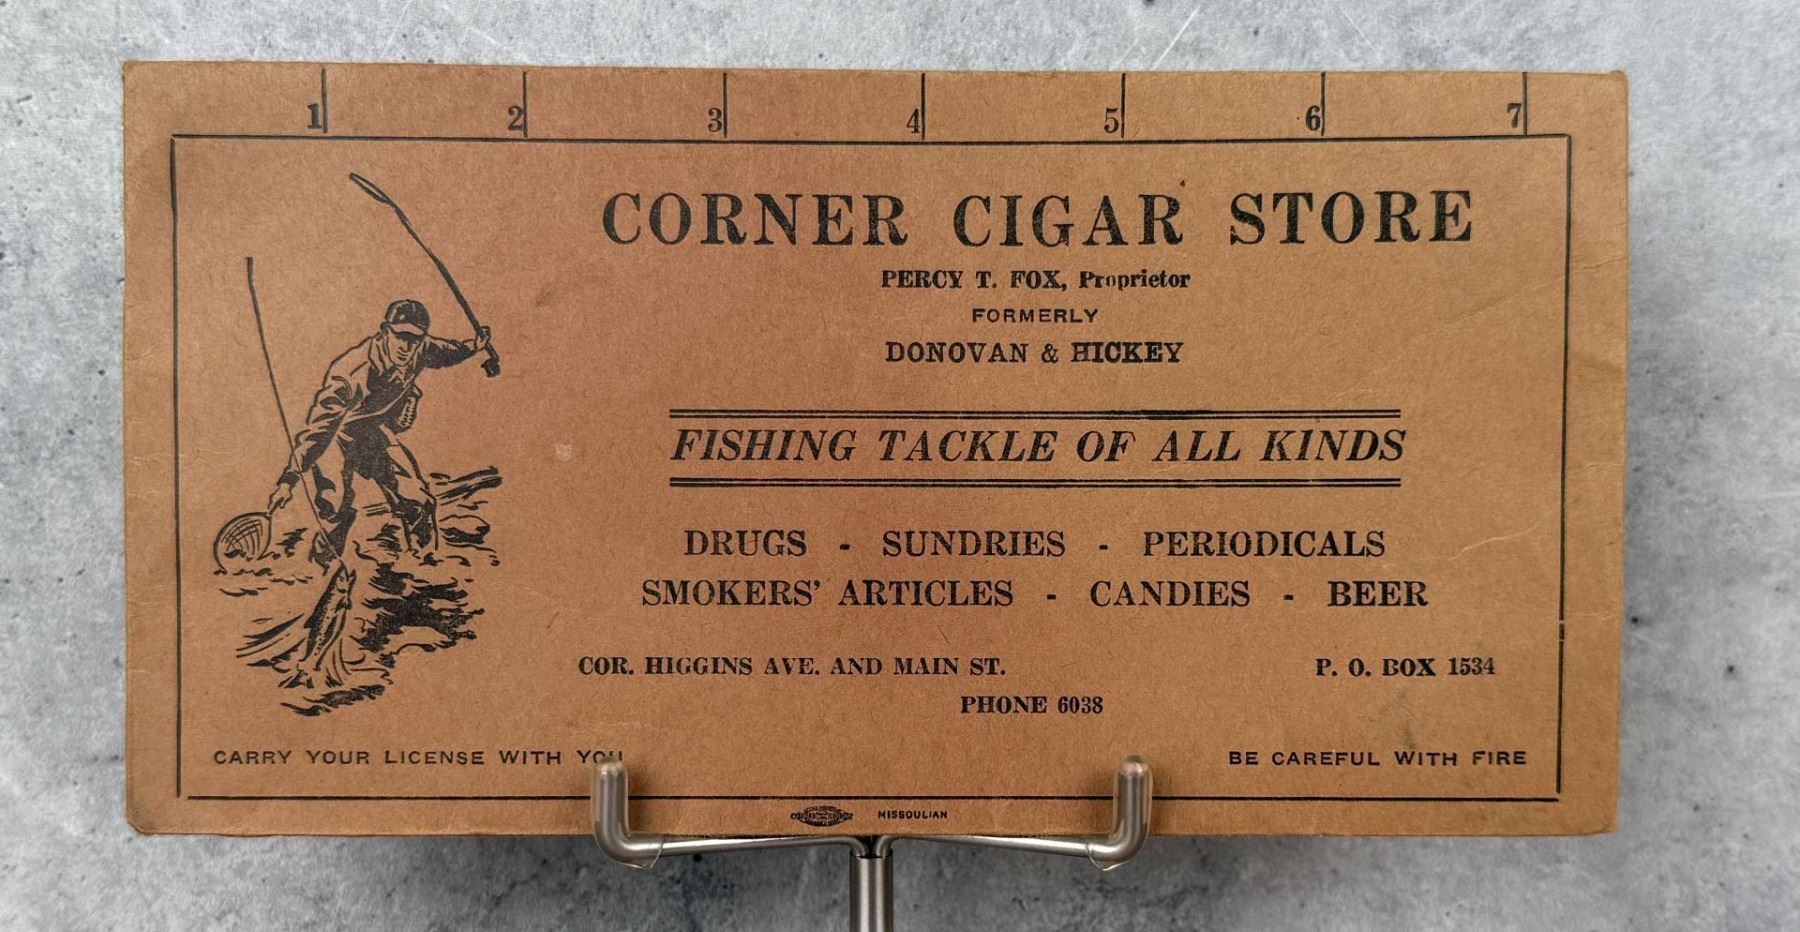 1 2 3 4 5 6 7
CORNER CIGAR STORE
PERCY T. FOX, Proprietor
FORMERLY
DONOVAN & HICKEY
FISHING TACKLE OF ALL KINDS
DRUGS - SUNDRIES - PERIODICALS
SMOKERS' ARTICLES - CANDIES - BEER
COR. HIGGINS AVE. AND MAIN ST. P. O. BOX 1534
PHONE 6038
CARRY YOUR LICENSE WITH YOU BE CAREFUL WITH FIRE
MISSOULIAN